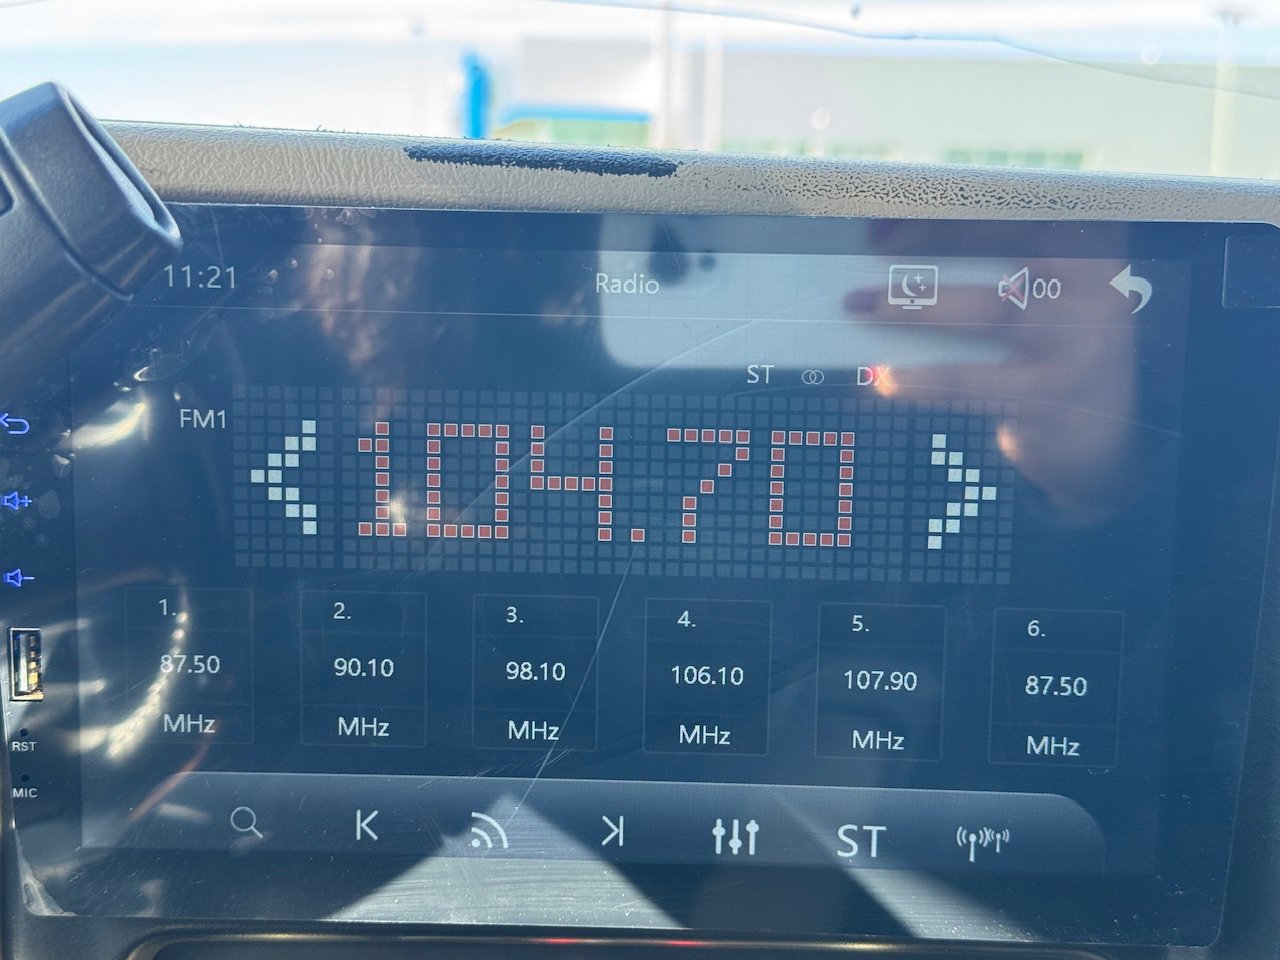 11:21 Radio 00
ST DX
FM1 104.70
1. 2. 3. 4. 5. 6.
87.50 90.10 98.10 106.10 107.90 87.50
MHz MHz MHz MHz MHz MHz
RST
MIC
ST